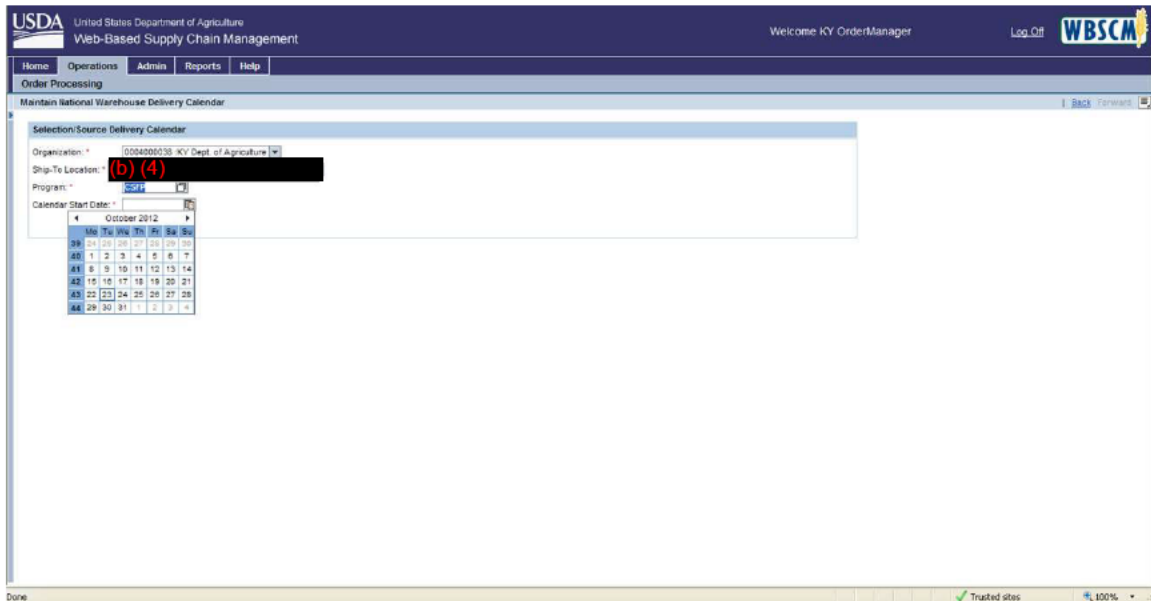 USDA United States Department of Agriculture
Web-Based Supply Chain Management
Welcome KY OrderManager
Log Off
WBSCM
Home Operations Admin Reports Help
Order Processing
Maintain National Warehouse Delivery Calendar
| Back Forward
Selection/Source Delivery Calendar
Organization: * 0004000038 :KY Dept. of Agriculture
Ship-To Location: * (b) (4)
Program: * CSFP
Calendar Start Date: *
October 2012
Mo Tu We Th Fr Sa Su
39 24 25 26 27 28 29 30
40 1 2 3 4 5 6 7
41 8 9 10 11 12 13 14
42 15 16 17 18 19 20 21
43 22 23 24 25 26 27 28
44 29 30 31 1 2 3 4
Done
Trusted sites
100%